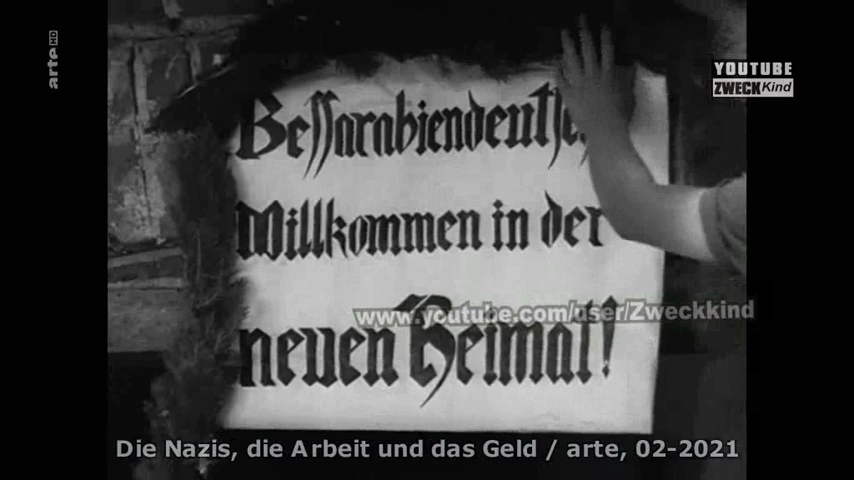 arte HD
YOUTUBE
ZWECKKind
Bessarabiendeutsche
Willkommen in der
neuen Heimat!
www.youtube.com/user/Zweckkind
Die Nazis, die Arbeit und das Geld / arte, 02-2021